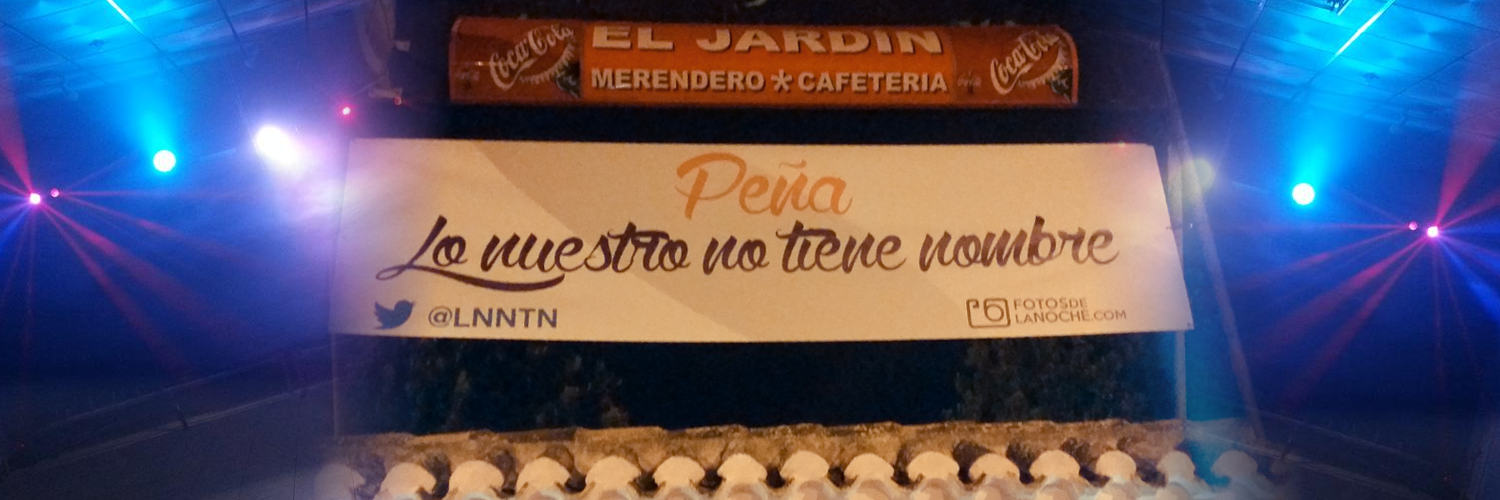 EL JARDIN
Coca-Cola MERENDERO * CAFETERIA Coca-Cola
Peña
Lo nuestro no tiene nombre
@LNNTN
FOTOSDE
LANOCHE.COM